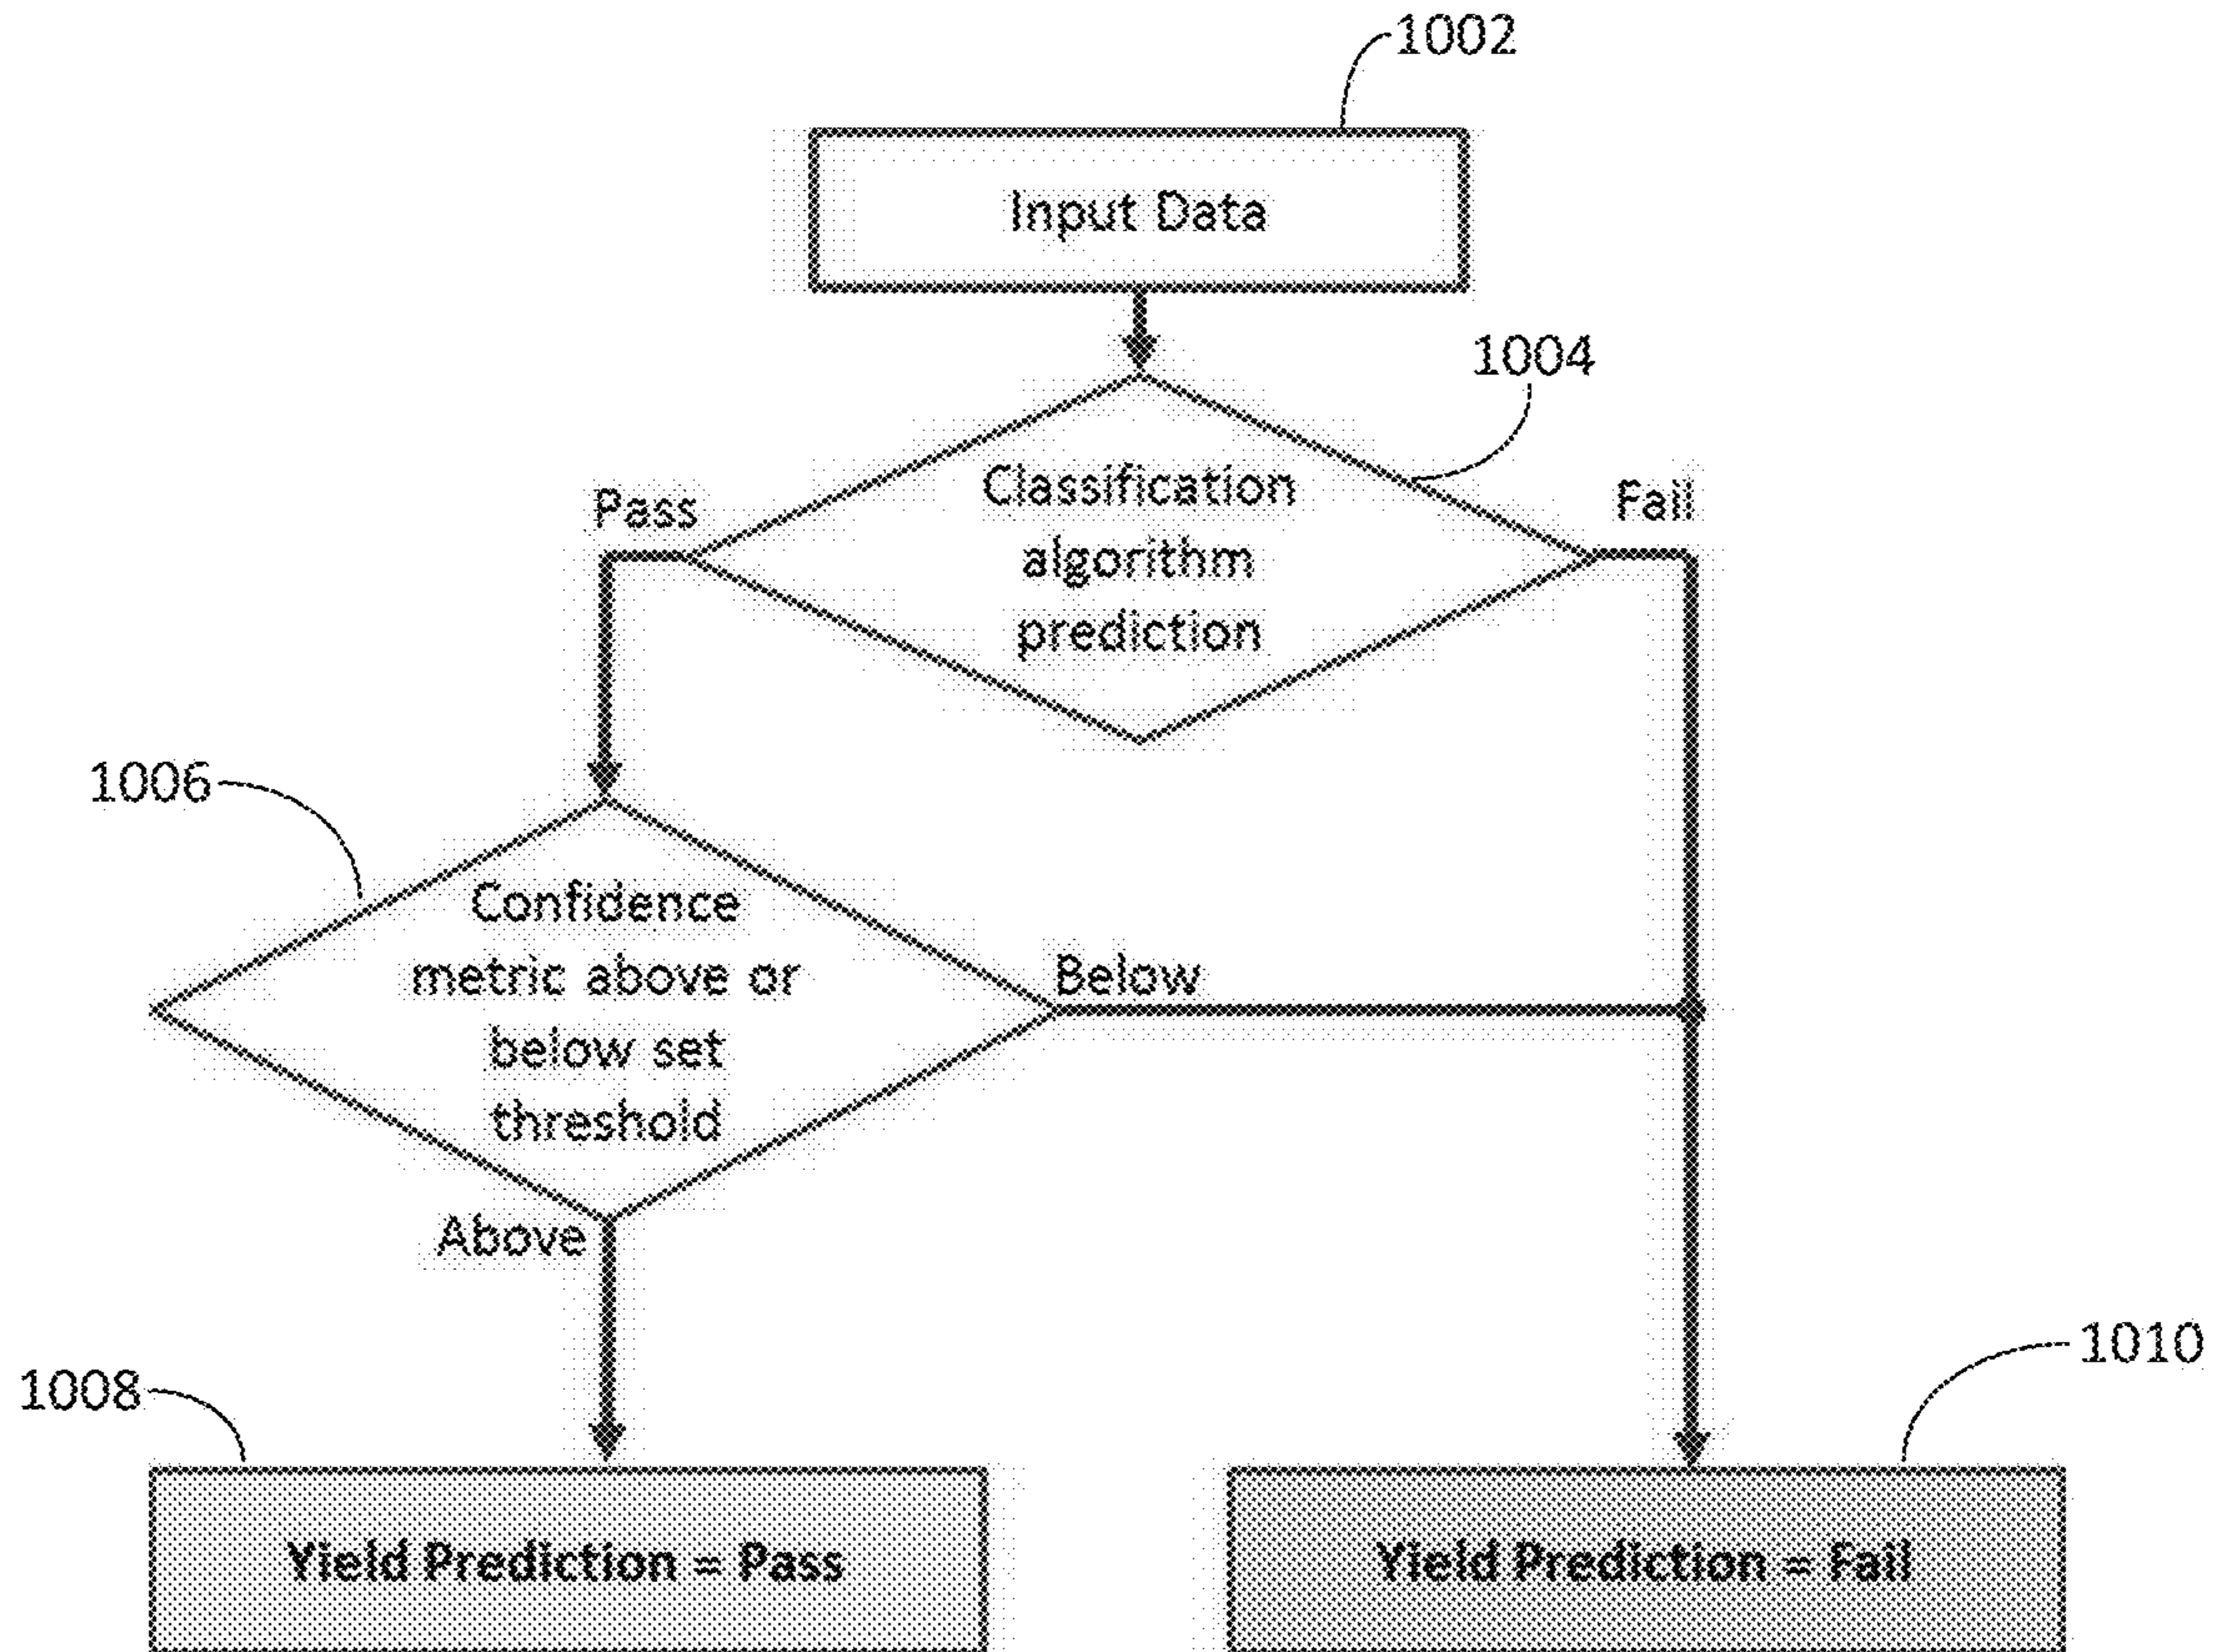 1002
Input Data
1004
Classification
algorithm
prediction
Pass
Fail
1006
Confidence
metric above or
below set
threshold
Below
Above
1008
1010
Yield Prediction = Pass
Yield Prediction = Fail